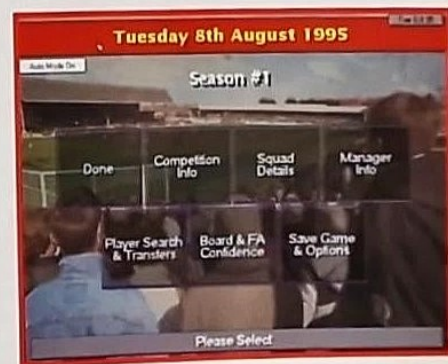 Tuesday 8th August 1995
Auto Mode On
Season #1
Done
Competition
Info
Squad
Details
Manager
Info
Player Search
& Transfers
Board & FA
Confidence
Save Game
& Options
Please Select